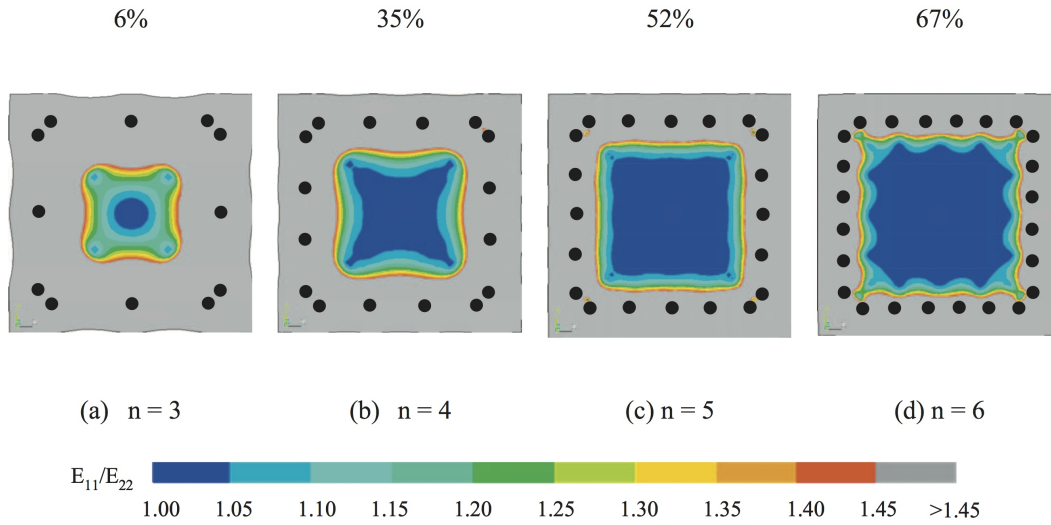 6% 35% 52% 67%
(a) n = 3 (b) n = 4 (c) n = 5 (d) n = 6
E₁₁/E₂₂
1.00 1.05 1.10 1.15 1.20 1.25 1.30 1.35 1.40 1.45 >1.45